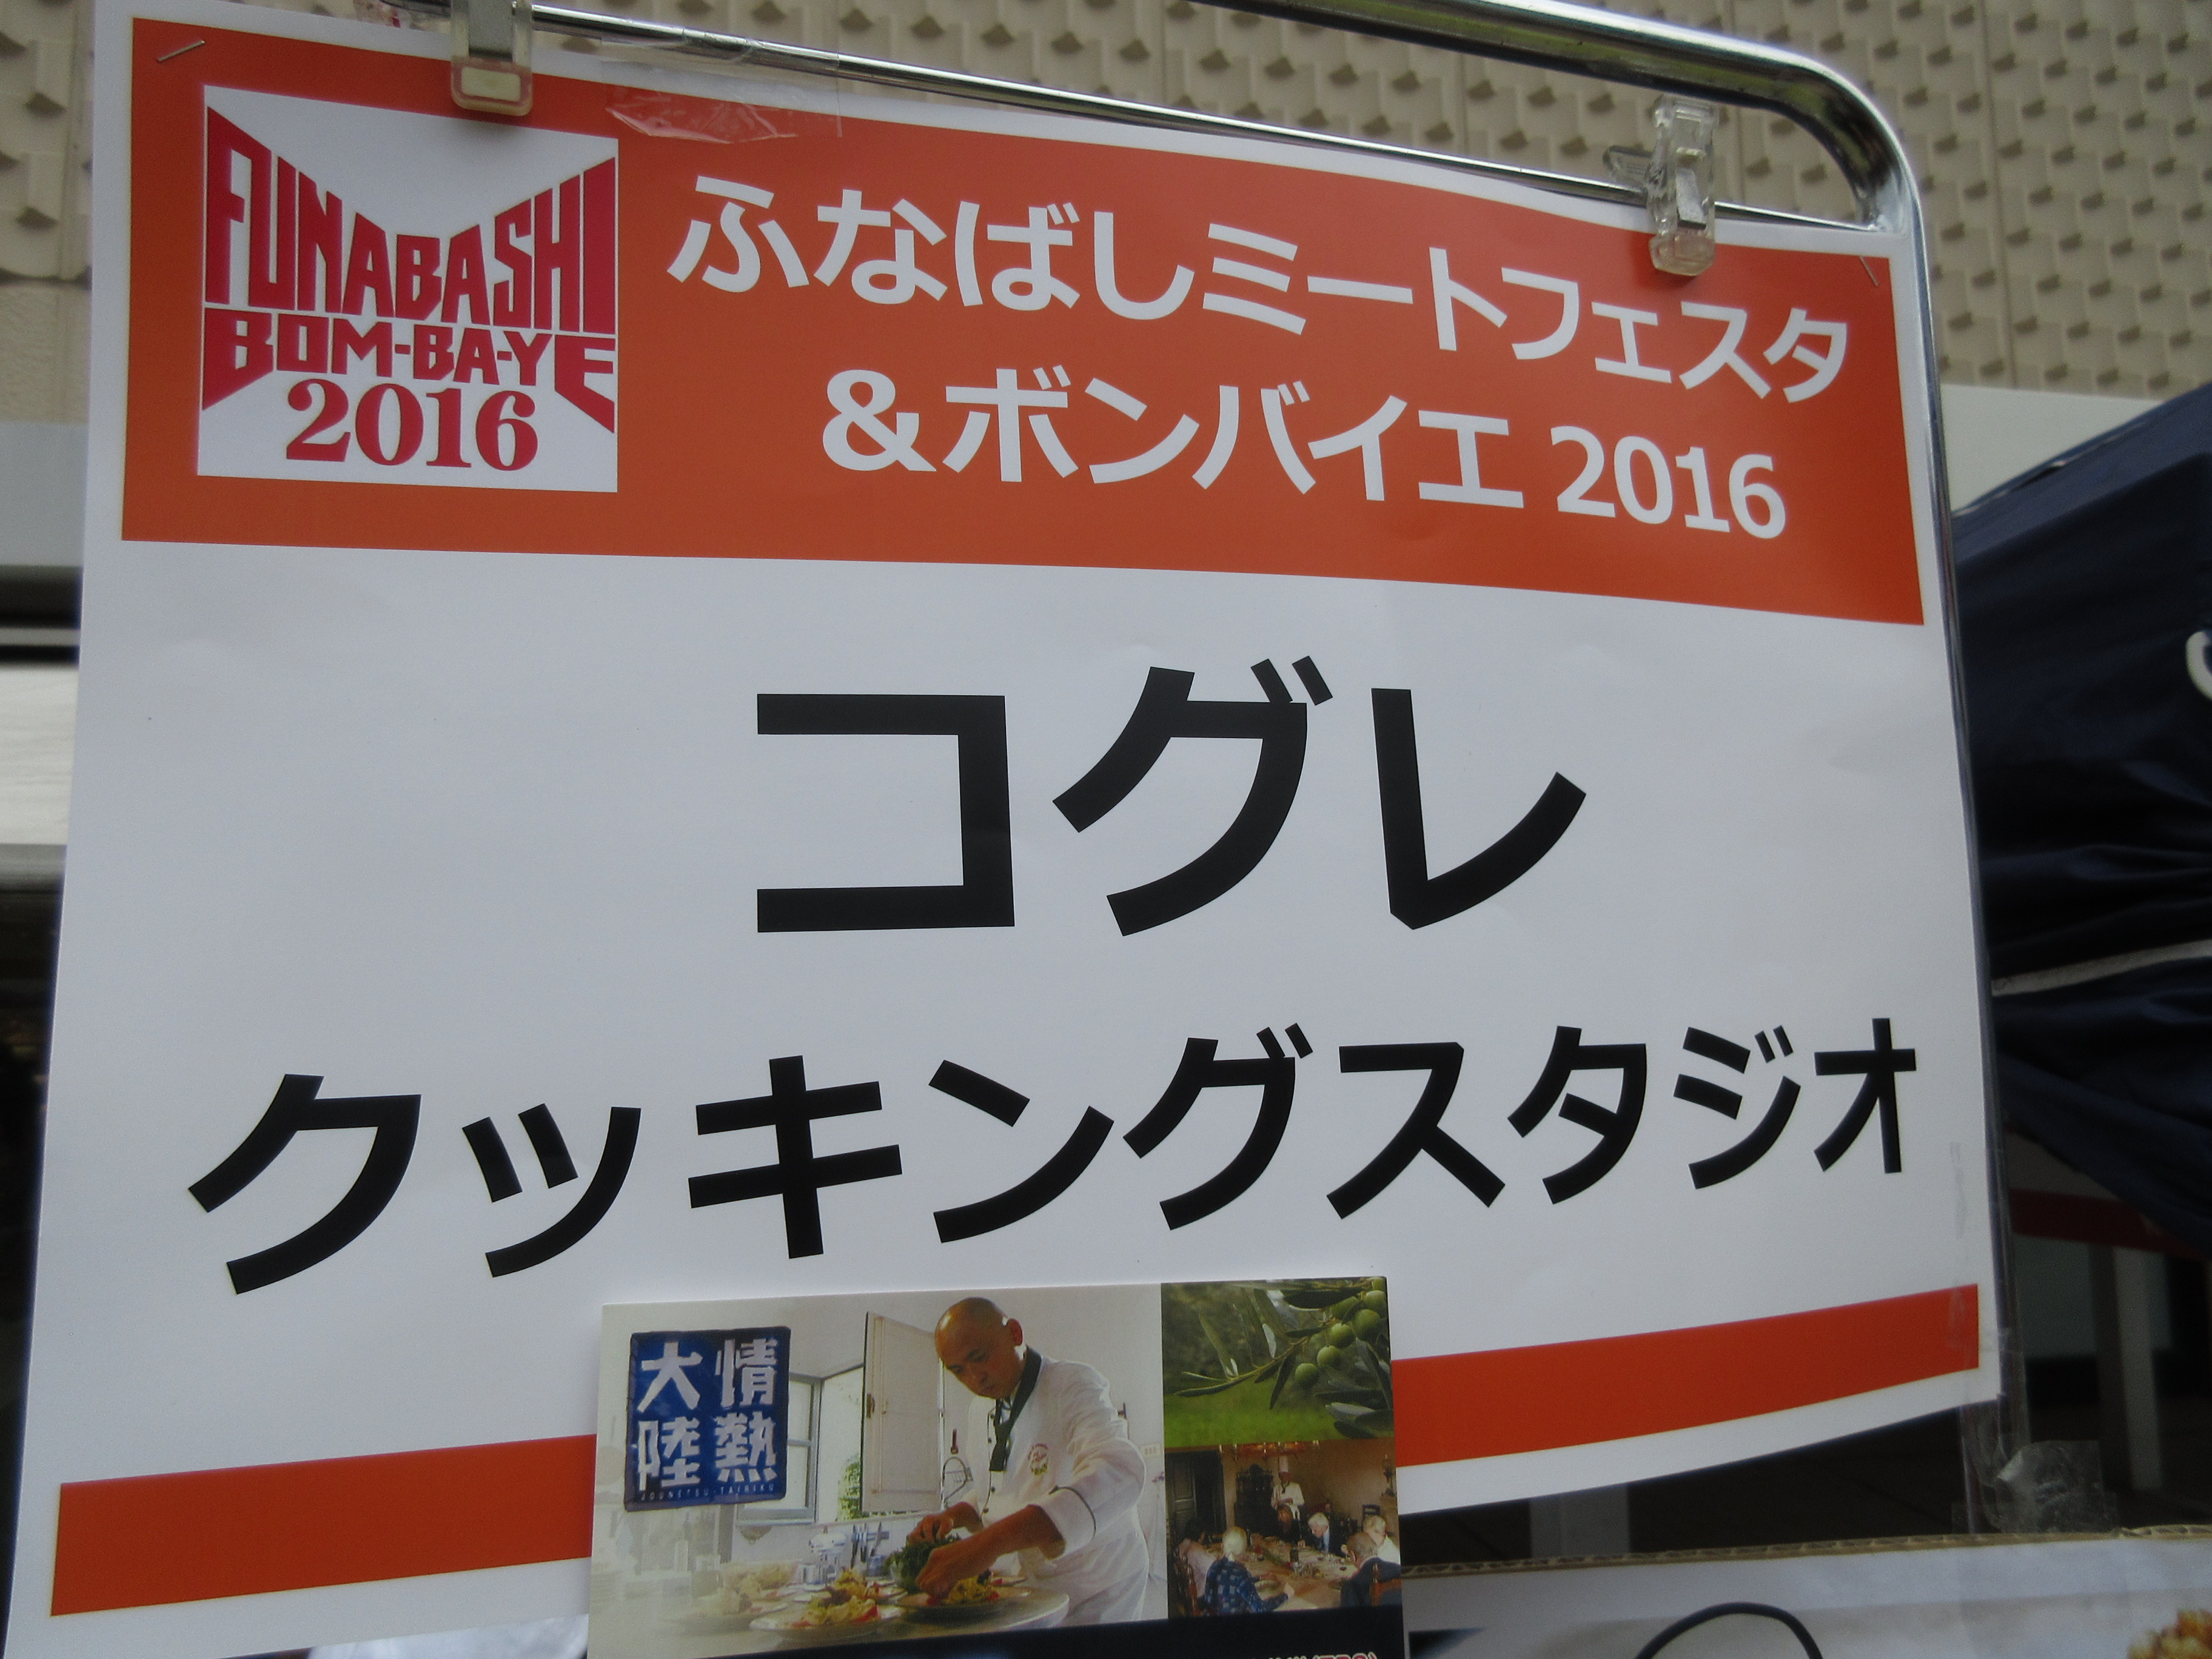 FUNABASHI
BOM-BA-YE
2016
ふなばしミートフェスタ
&ボンバイエ 2016
コグレ
クッキングスタジオ
情熱
大陸
JOUNETSU TAIRIKU